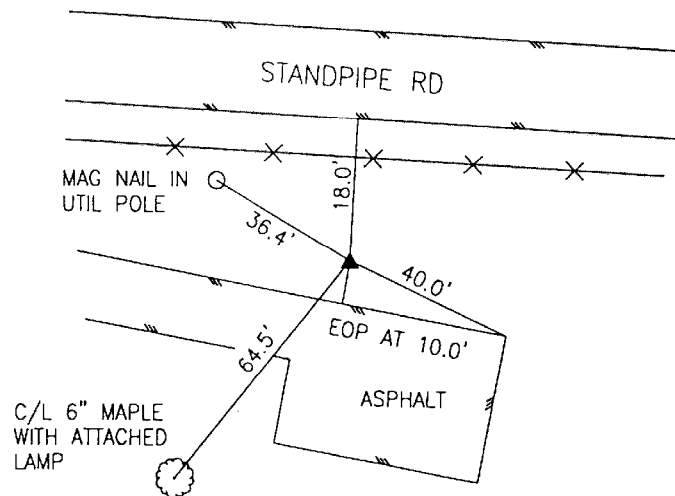 STANDPIPE RD
MAG NAIL IN
UTIL POLE
18.0'
36.4'
40.0'
EOP AT 10.0'
64.5'
ASPHALT
C/L 6" MAPLE
WITH ATTACHED
LAMP